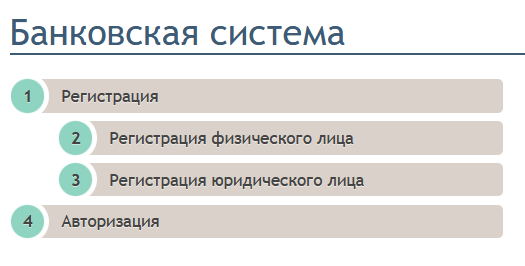 Банковская система
1 Регистрация
2 Регистрация физического лица
3 Регистрация юридического лица
4 Авторизация